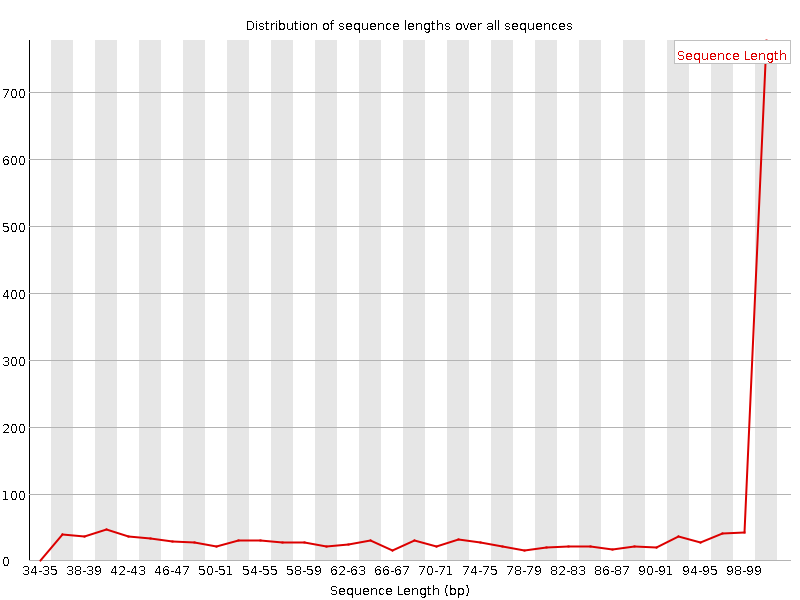 Distribution of sequence lengths over all sequences
Sequence Length
700
600
500
400
300
200
100
0
34-35 38-39 42-43 46-47 50-51 54-55 58-59 62-63 66-67 70-71 74-75 78-79 82-83 86-87 90-91 94-95 98-99
Sequence Length (bp)